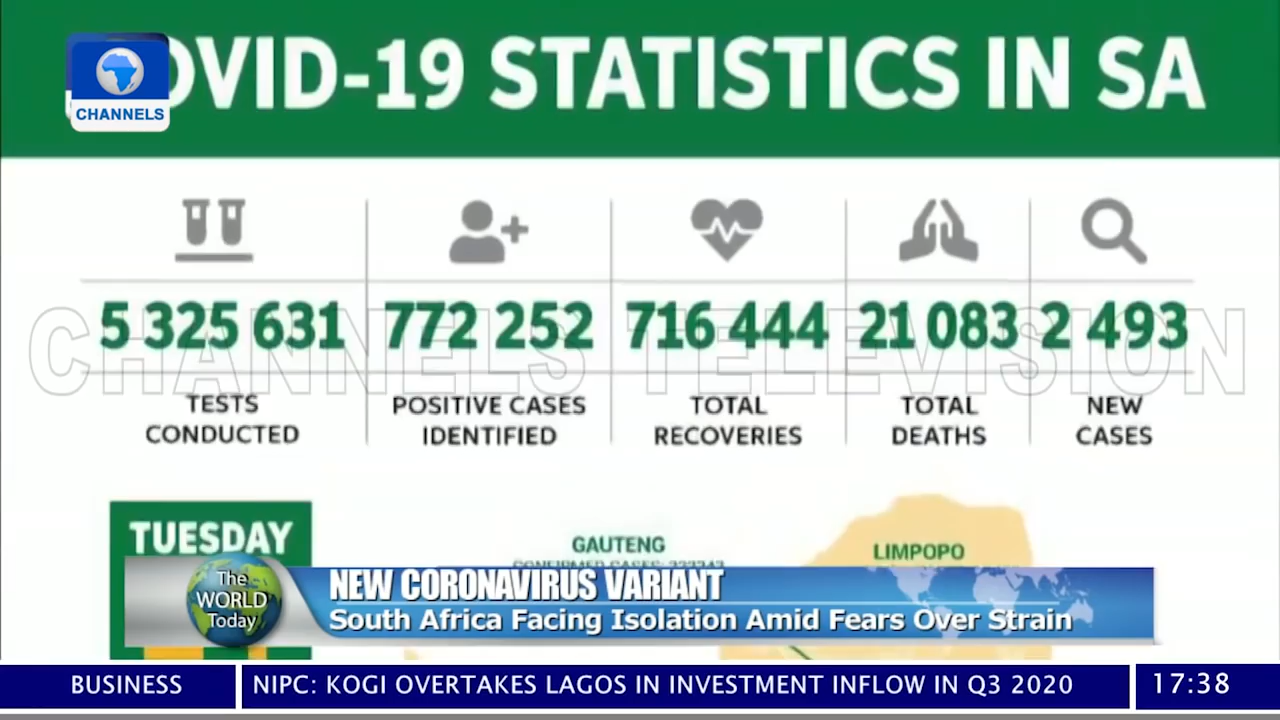 COVID-19 STATISTICS IN SA
CHANNELS
5 325 631
772 252
716 444
21 083
2 493
CHANNELS TELEVISION
TESTS
CONDUCTED
POSITIVE CASES
IDENTIFIED
TOTAL
RECOVERIES
TOTAL
DEATHS
NEW
CASES
TUESDAY
GAUTENG
LIMPOPO
The
WORLD
Today
NEW CORONAVIRUS VARIANT
South Africa Facing Isolation Amid Fears Over Strain
BUSINESS
NIPC: KOGI OVERTAKES LAGOS IN INVESTMENT INFLOW IN Q3 2020
17:38